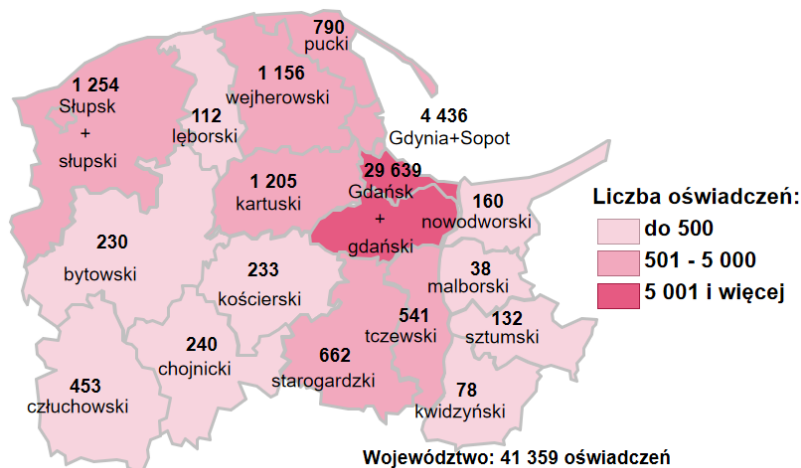 790
pucki
1 254
Słupsk
+
słupski
112
lęborski
1 156
wejherowski
4 436
Gdynia+Sopot
1 205
kartuski
29 639
Gdańsk
+
gdański
160
nowodworski
230
bytowski
233
kościerski
38
malborski
541
tczewski
132
sztumski
240
chojnicki
662
starogardzki
453
człuchowski
78
kwidzyński
Liczba oświadczeń:
do 500
501 - 5 000
5 001 i więcej
Województwo: 41 359 oświadczeń